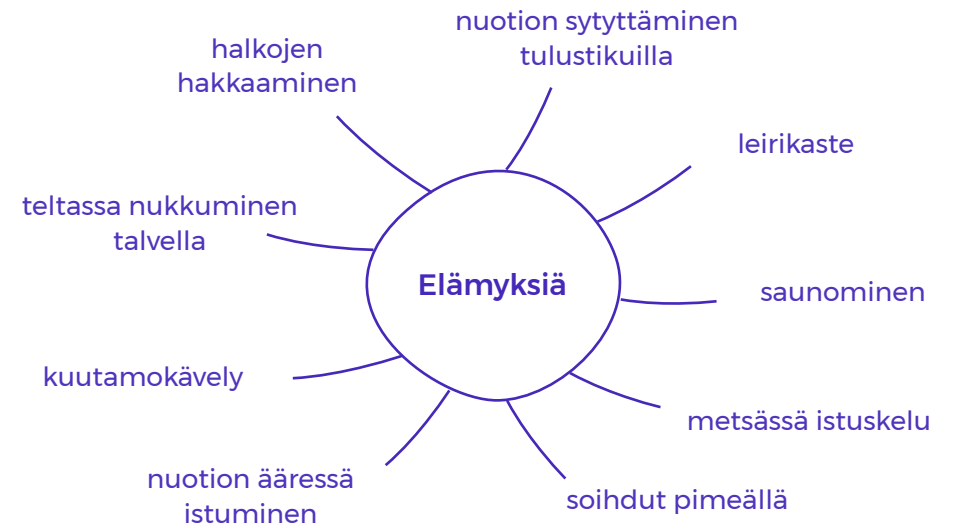 nuotion sytyttäminen
tulustikuilla
halkojen
hakkaaminen
leirikaste
teltassa nukkuminen
talvella
Elämyksiä
saunominen
kuutamokävely
metsässä istuskelu
nuotion ääressä
istuminen
soihdut pimeällä